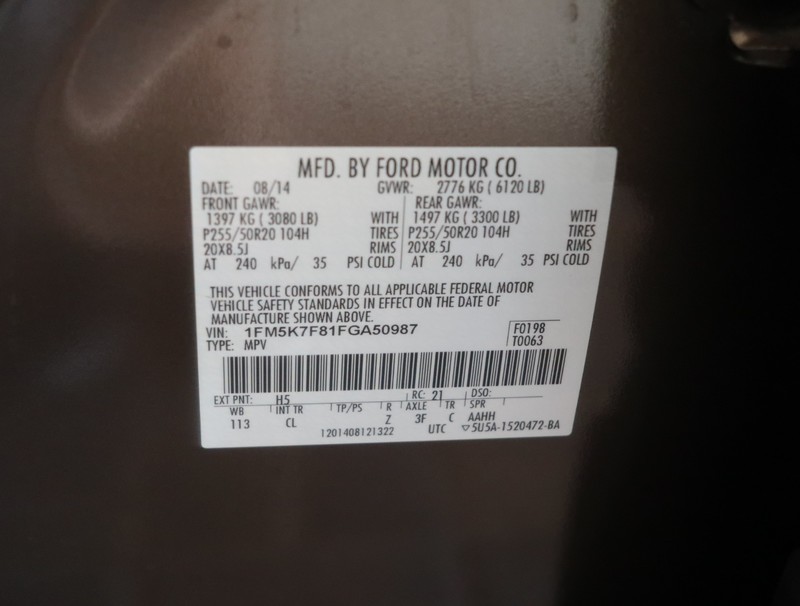 MFD. BY FORD MOTOR CO.
DATE: 08/14 GVWR: 2776 KG ( 6120 LB)
FRONT GAWR: REAR GAWR:
1397 KG ( 3080 LB) WITH 1497 KG ( 3300 LB) WITH
P255/50R20 104H TIRES P255/50R20 104H TIRES
20X8.5J RIMS 20X8.5J RIMS
AT 240 kPa/ 35 PSI COLD AT 240 kPa/ 35 PSI COLD
THIS VEHICLE CONFORMS TO ALL APPLICABLE FEDERAL MOTOR
VEHICLE SAFETY STANDARDS IN EFFECT ON THE DATE OF
MANUFACTURE SHOWN ABOVE.
VIN: 1FM5K7F81FGA50987 F0198
TYPE: MPV T0063
EXT PNT: H5 RC: 21 DSO:
WB INT TR TP/PS R AXLE TR SPR
113 CL Z 3F C AAHH
1201408121322 UTC ▽5U5A-1520472-BA